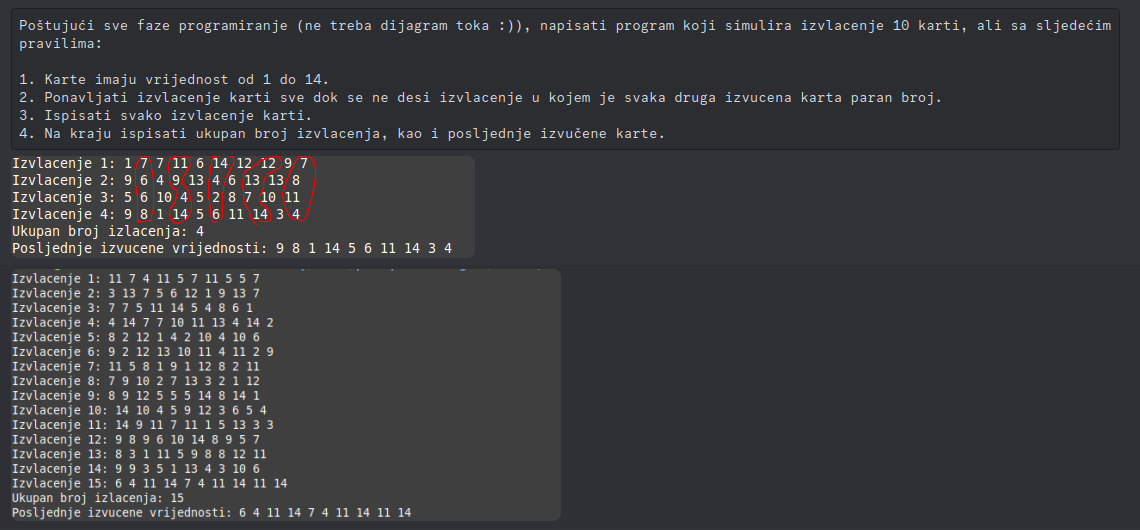 Poštujući sve faze programiranje (ne treba dijagram toka :)), napisati program koji simulira izvlacenje 10 karti, ali sa sljedećim
pravilima:
1. Karte imaju vrijednost od 1 do 14.
2. Ponavljati izvlacenje karti sve dok se ne desi izvlacenje u kojem je svaka druga izvucena karta paran broj.
3. Ispisati svako izvlacenje karti.
4. Na kraju ispisati ukupan broj izvlacenja, kao i posljednje izvučene karte.
Izvlacenje 1: 1 7 7 11 6 14 12 12 9 7
Izvlacenje 2: 9 6 4 9 13 4 6 13 13 8
Izvlacenje 3: 5 6 10 4 5 2 8 7 10 11
Izvlacenje 4: 9 8 1 14 5 6 11 14 3 4
Ukupan broj izlacenja: 4
Posljednje izvucene vrijednosti: 9 8 1 14 5 6 11 14 3 4
Izvlacenje 1: 11 7 4 11 5 7 11 5 5 7
Izvlacenje 2: 3 13 7 5 6 12 1 9 13 7
Izvlacenje 3: 7 7 5 11 14 5 4 8 6 1
Izvlacenje 4: 4 14 7 7 10 11 13 4 14 2
Izvlacenje 5: 8 2 12 1 4 2 10 4 10 6
Izvlacenje 6: 9 2 12 13 10 11 4 11 2 9
Izvlacenje 7: 11 5 8 1 9 1 12 8 2 11
Izvlacenje 8: 7 9 10 2 7 13 3 2 1 12
Izvlacenje 9: 8 9 12 5 5 5 14 8 14 1
Izvlacenje 10: 14 10 4 5 9 12 3 6 5 4
Izvlacenje 11: 14 9 11 7 11 1 5 13 3 3
Izvlacenje 12: 9 8 9 6 10 14 8 9 5 7
Izvlacenje 13: 8 3 1 11 5 9 8 8 12 11
Izvlacenje 14: 9 9 3 5 1 13 4 3 10 6
Izvlacenje 15: 6 4 11 14 7 4 11 14 11 14
Ukupan broj izlacenja: 15
Posljednje izvucene vrijednosti: 6 4 11 14 7 4 11 14 11 14